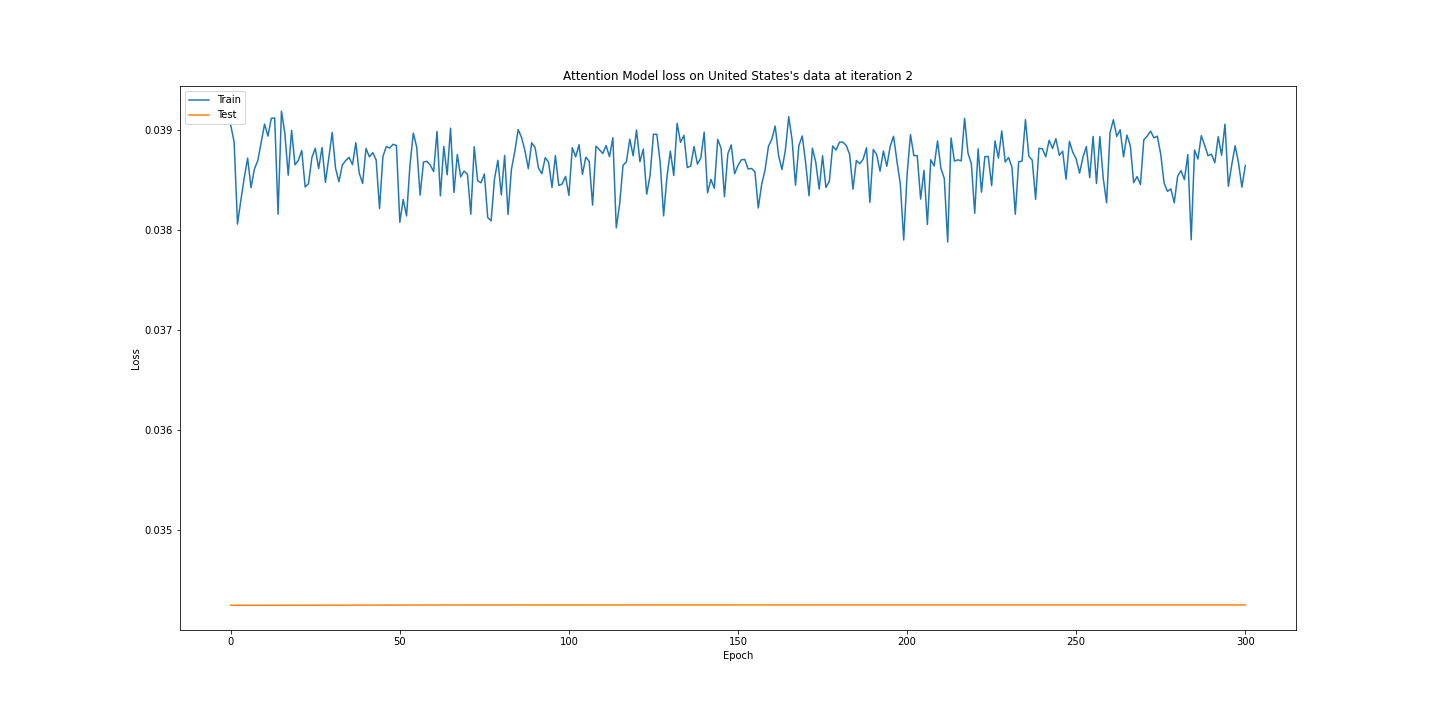 Attention Model loss on United States's data at iteration 2
Train
Test
0.039
0.038
0.037
0.036
0.035
Loss
0
50
100
150
200
250
300
Epoch